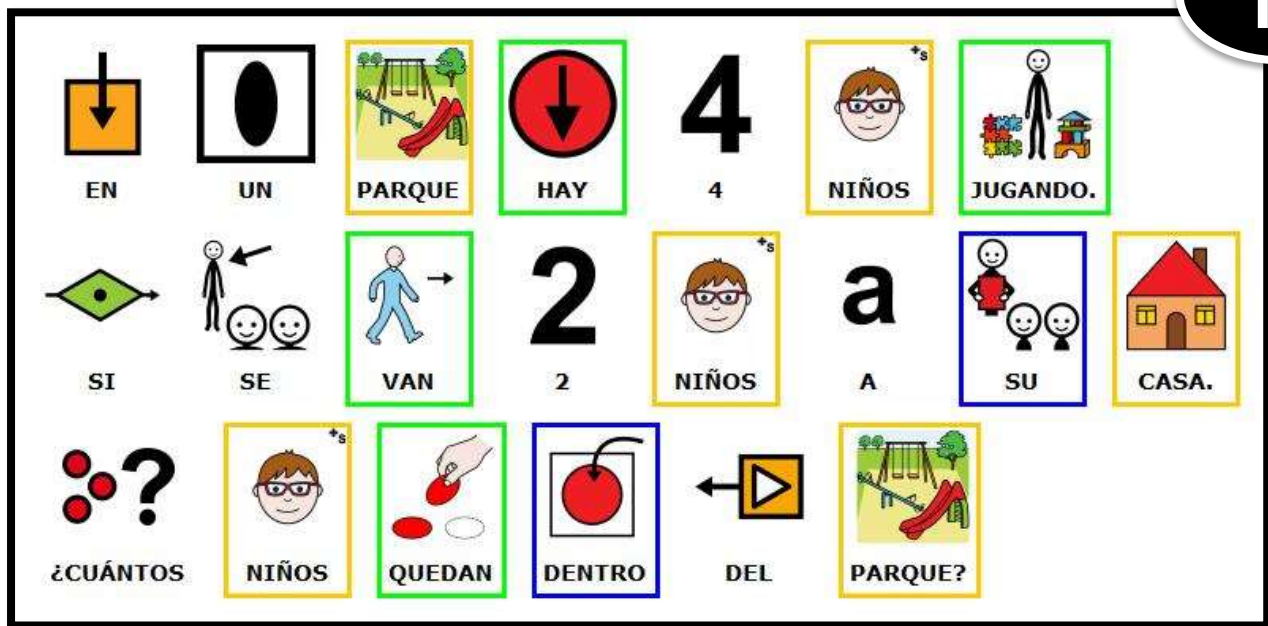 EN UN PARQUE HAY 4 NIÑOS JUGANDO.
SI SE VAN 2 NIÑOS A SU CASA.
¿CUÁNTOS NIÑOS QUEDAN DENTRO DEL PARQUE?